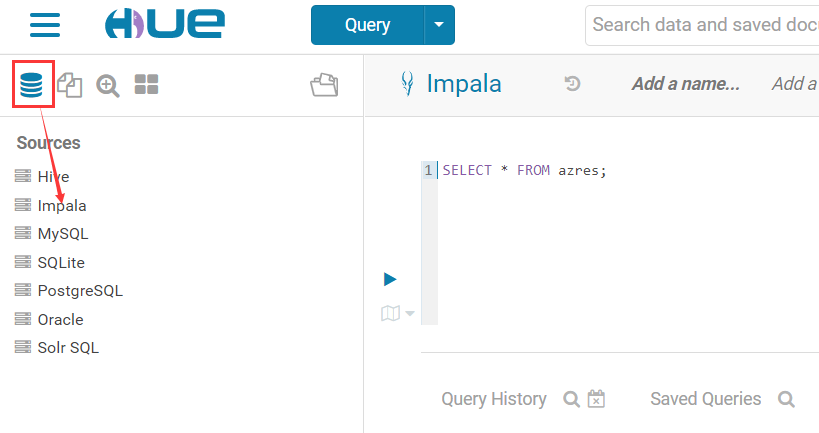 HUE
Query
Search data and saved docu
Impala
Add a name...
Add a
Sources
Hive
Impala
MySQL
SQLite
PostgreSQL
Oracle
Solr SQL
1 SELECT * FROM azres;
Query History
Saved Queries